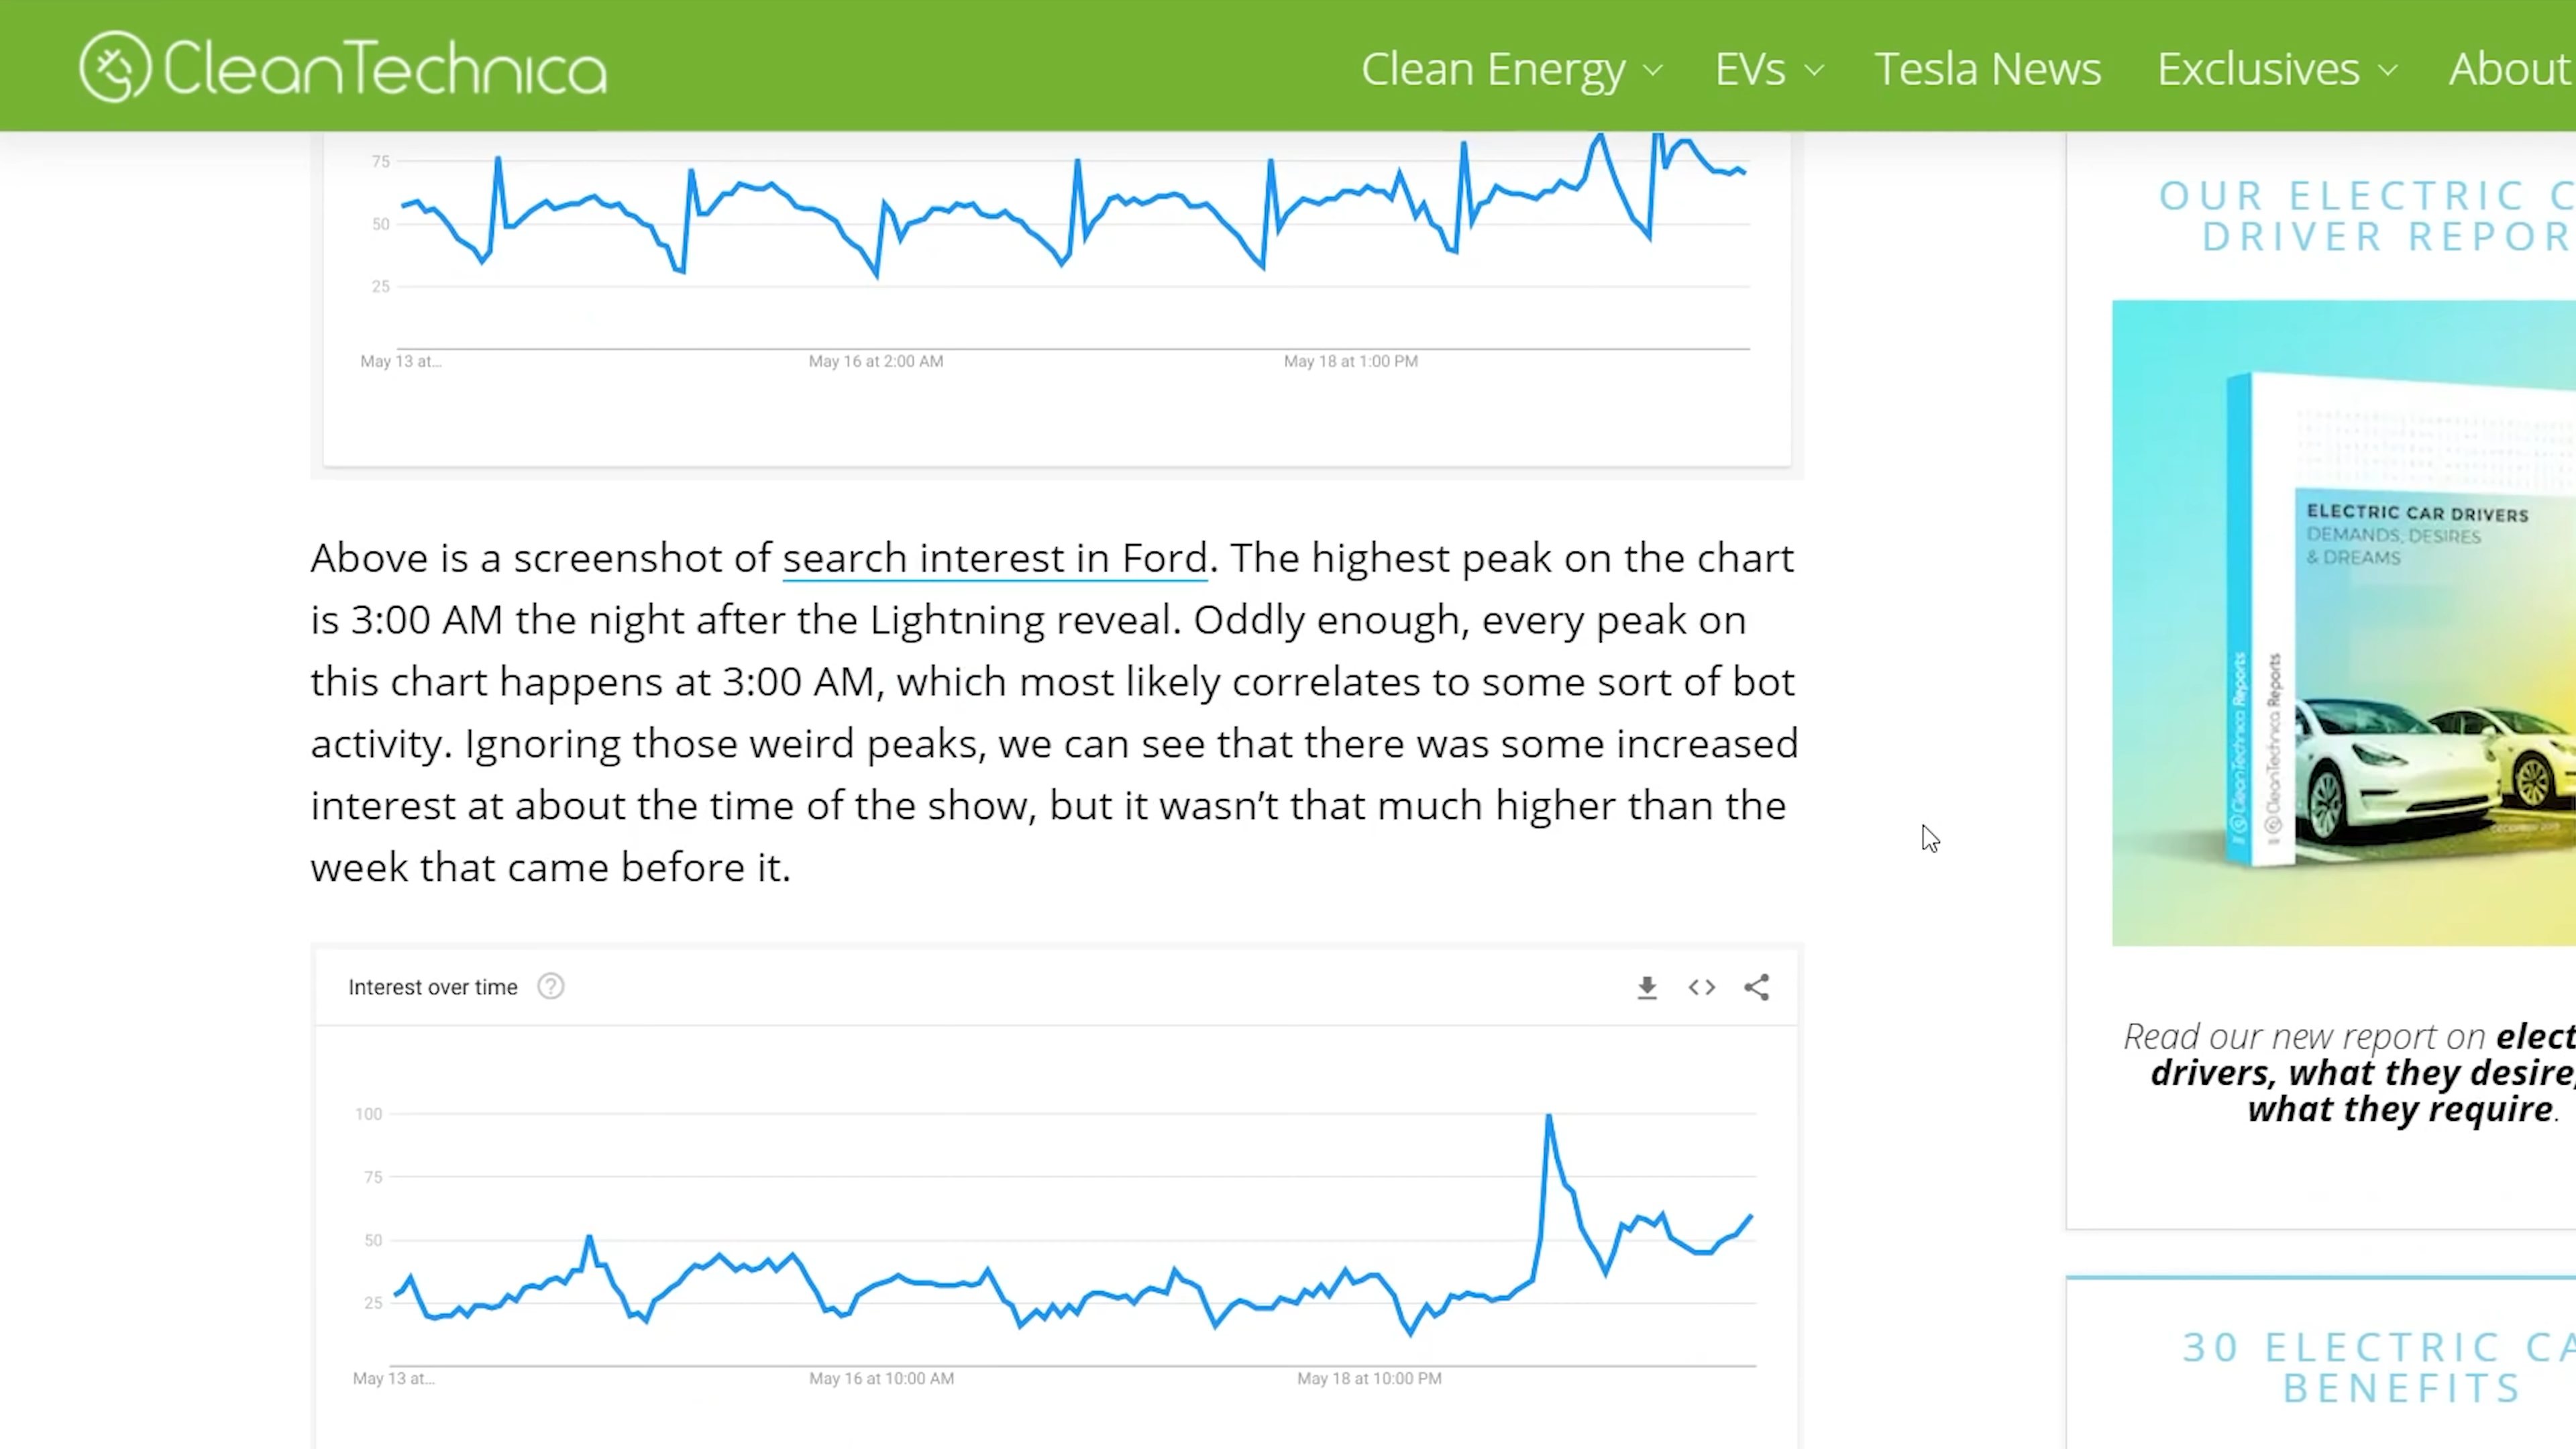 CleanTechnica
Clean Energy
EVs
Tesla News
Exclusives
About
75
50
25
May 13 at...
May 16 at 2:00 AM
May 18 at 1:00 PM
Above is a screenshot of search interest in Ford. The highest peak on the chart
is 3:00 AM the night after the Lightning reveal. Oddly enough, every peak on
this chart happens at 3:00 AM, which most likely correlates to some sort of bot
activity. Ignoring those weird peaks, we can see that there was some increased
interest at about the time of the show, but it wasn’t that much higher than the
week that came before it.
Interest over time
100
75
50
25
May 13 at...
May 16 at 10:00 AM
May 18 at 10:00 PM
OUR ELECTRIC C
DRIVER REPOR
ELECTRIC CAR DRIVERS
DEMANDS, DESIRES
& DREAMS
CleanTechnica Reports
CleanTechnica Reports
Read our new report on elect
drivers, what they desire,
what they require.
30 ELECTRIC CA
BENEFITS